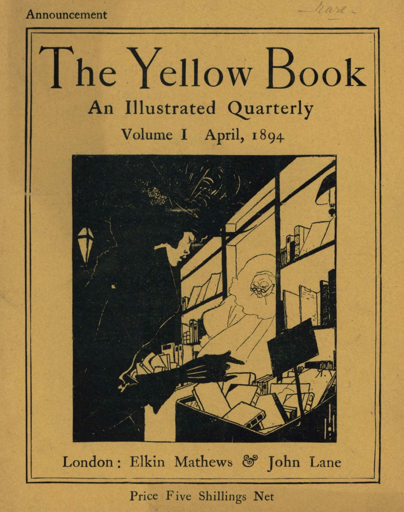 Announcement
Rare
The Yellow Book
An Illustrated Quarterly
Volume I April, 1894
London: Elkin Mathews & John Lane
Price Five Shillings Net